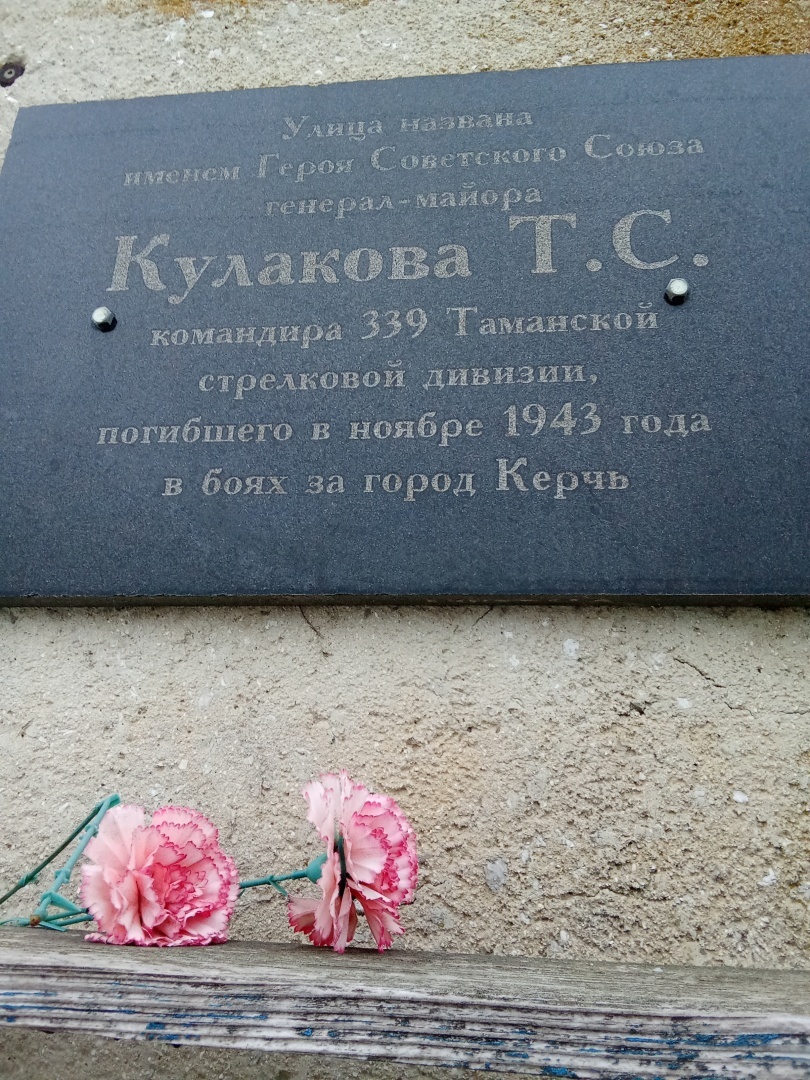 Улица названа
именем Героя Советского Союза
генерал-майора
Кулакова Т.С.
командира 339 Таманской
стрелковой дивизии,
погибшего в ноябре 1943 года
в боях за город Керчь